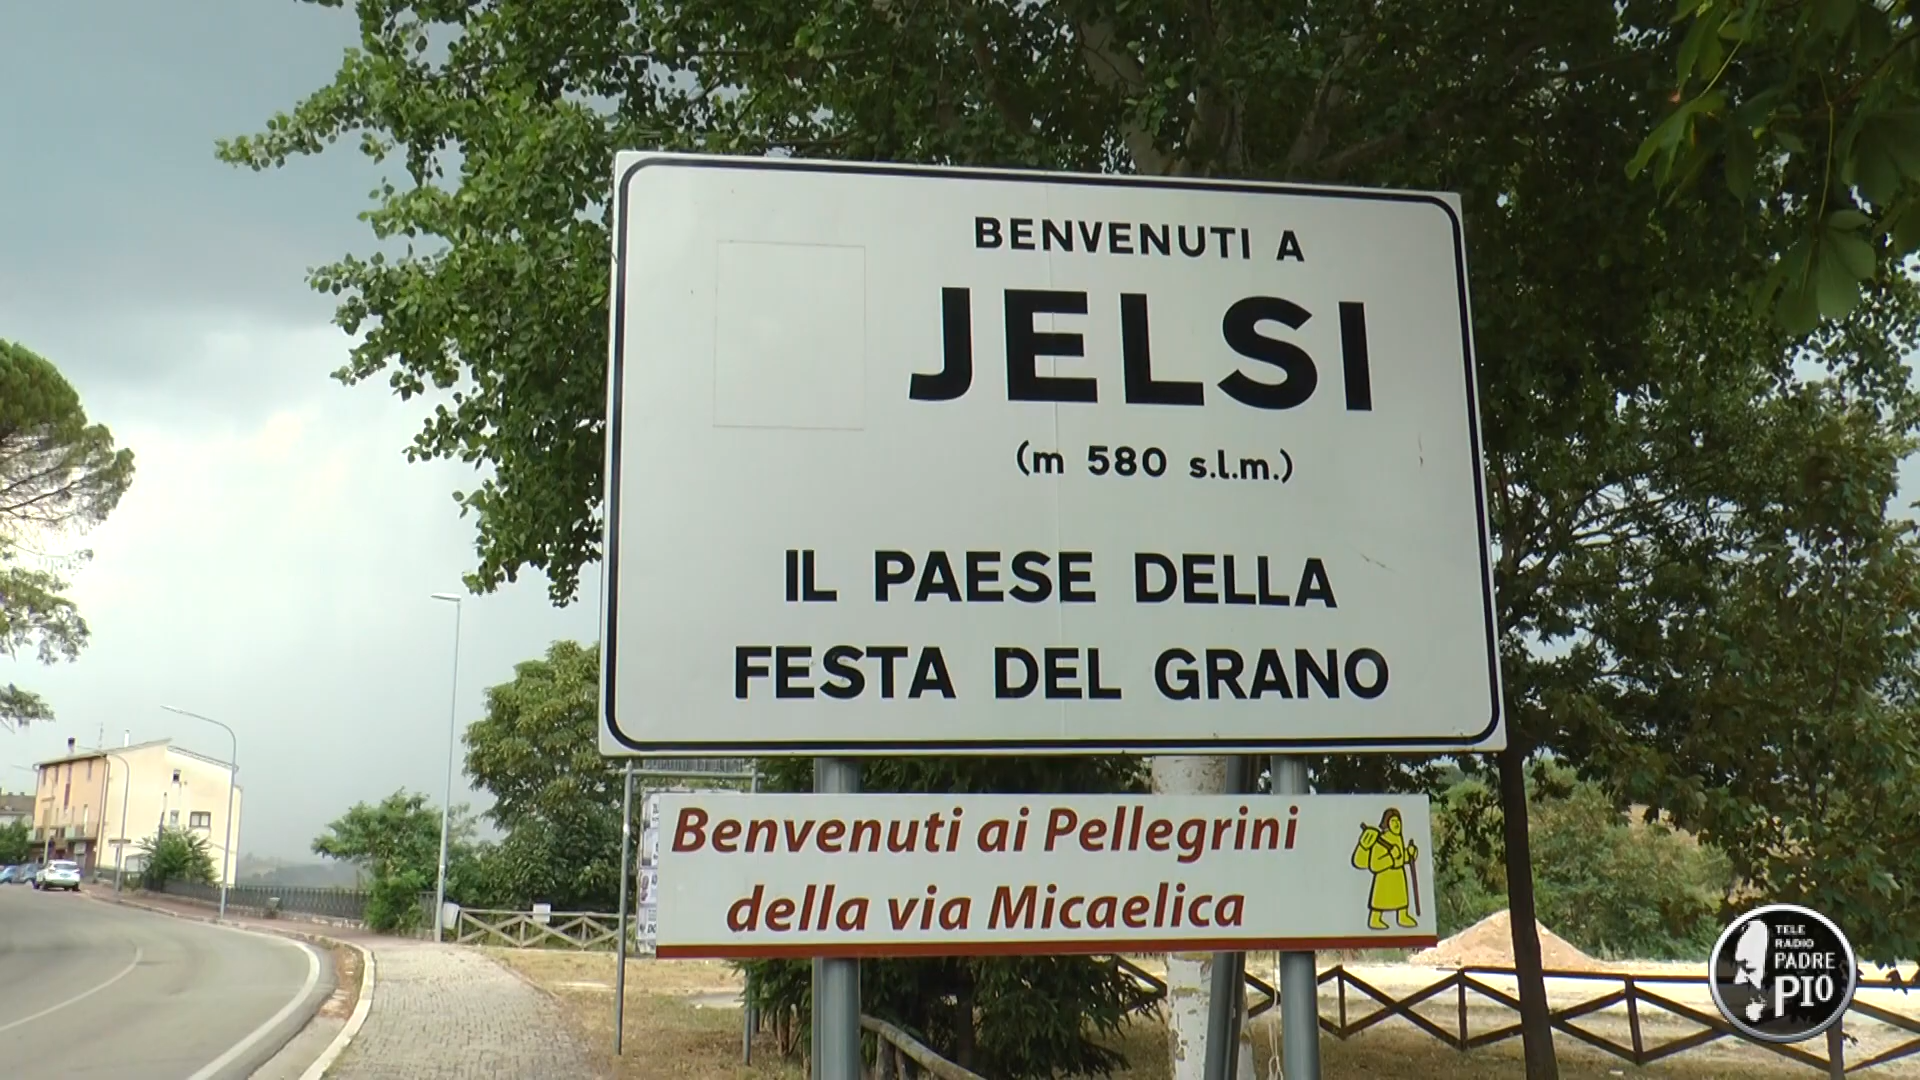 BENVENUTI A
JELSI
(m 580 s.l.m.)
IL PAESE DELLA
FESTA DEL GRANO
Benvenuti ai Pellegrini
della via Micaelica
TELE
RADIO
PADRE
PIO